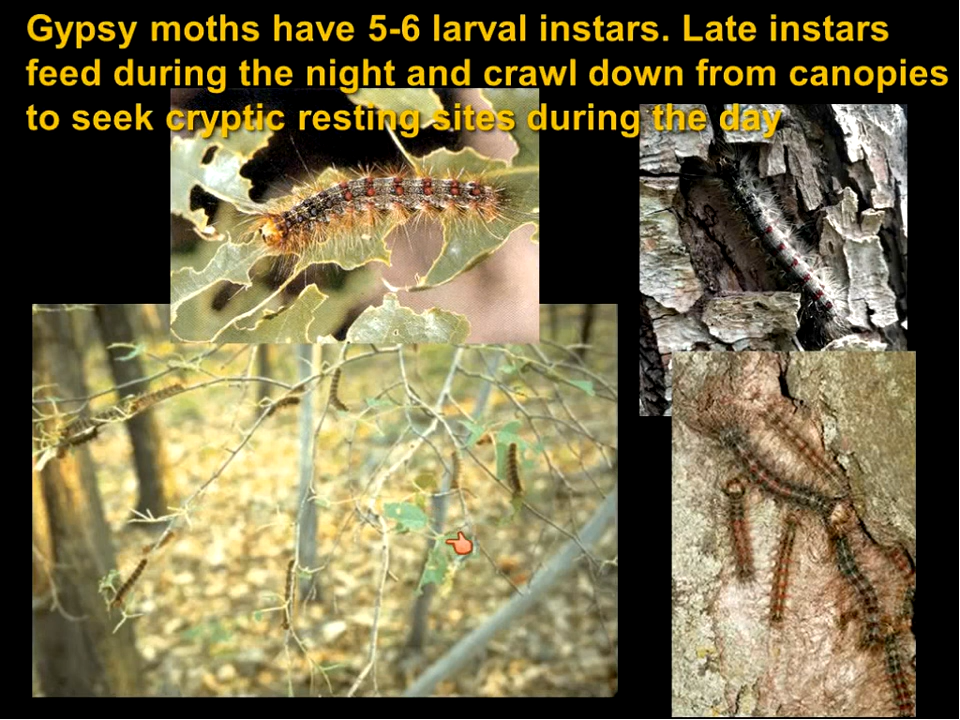 Gypsy moths have 5-6 larval instars. Late instars
feed during the night and crawl down from canopies
to seek cryptic resting sites during the day